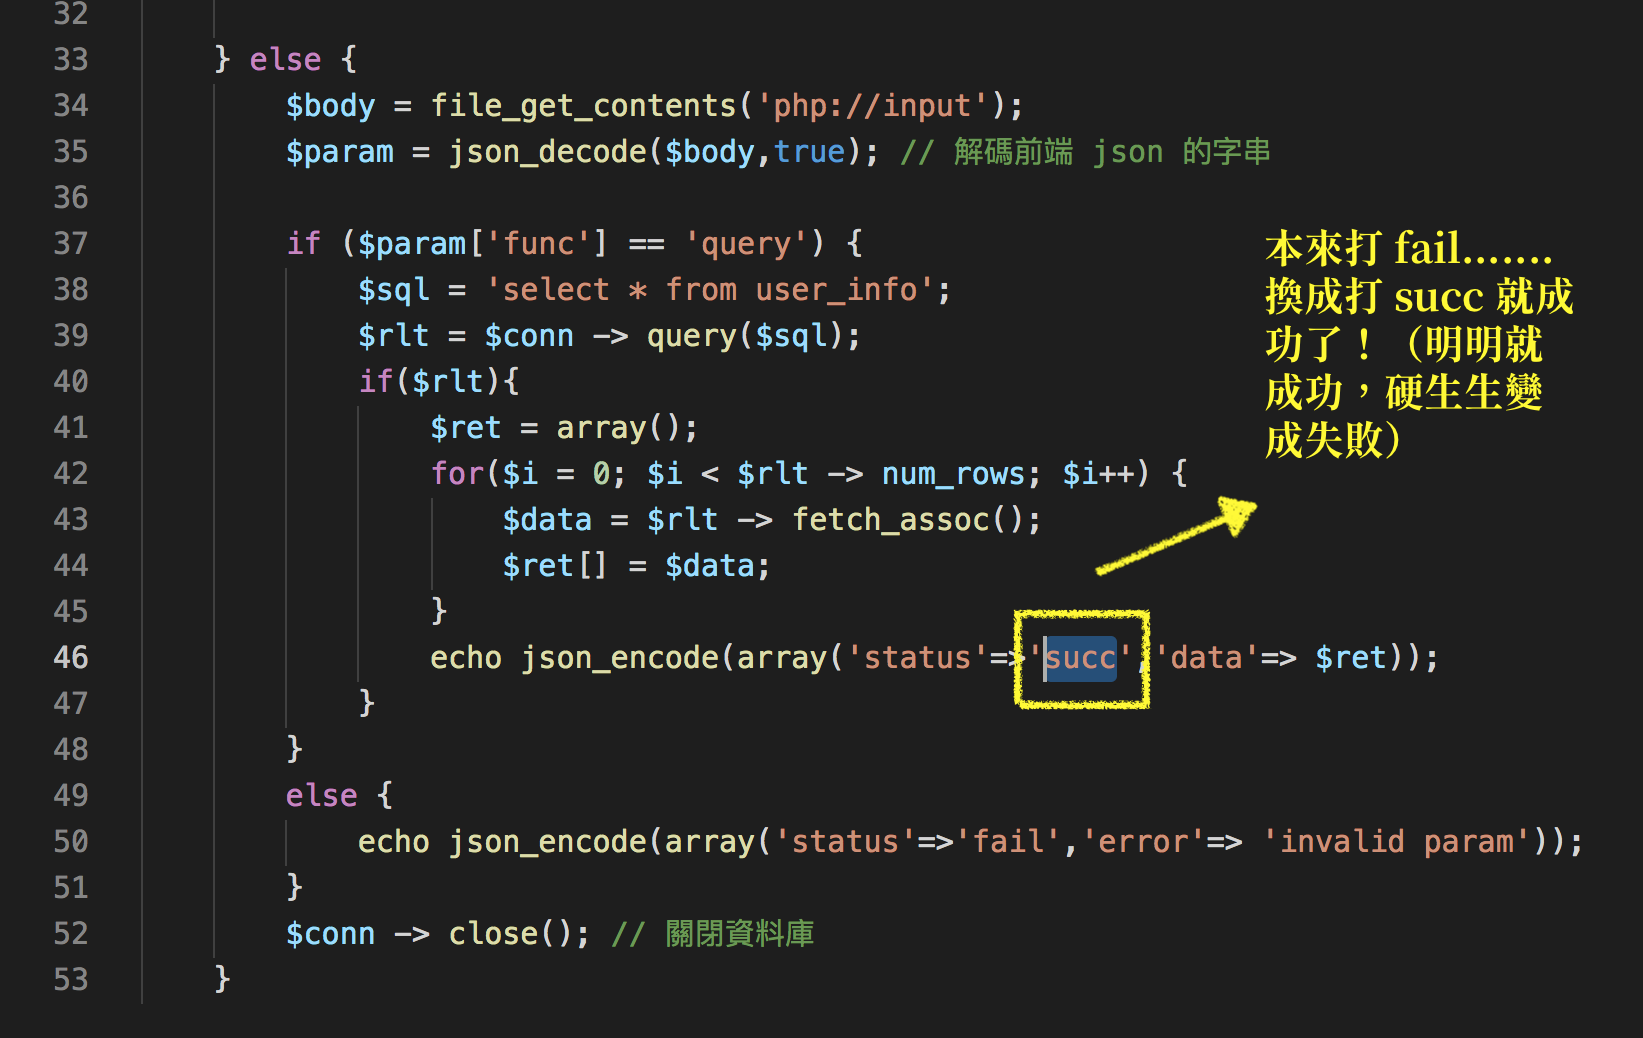 32
33 } else {
34 $body = file_get_contents('php://input');
35 $param = json_decode($body,true); // 解碼前端 json 的字串
36
37 if ($param['func'] == 'query') {
38 $sql = 'select * from user_info';
39 $rlt = $conn -> query($sql);
40 if($rlt){
41 $ret = array();
42 for($i = 0; $i < $rlt -> num_rows; $i++) {
43 $data = $rlt -> fetch_assoc();
44 $ret[] = $data;
45 }
46 echo json_encode(array('status'=>'succ','data'=> $ret));
47 }
48 }
49 else {
50 echo json_encode(array('status'=>'fail','error'=> 'invalid param'));
51 }
52 $conn -> close(); // 關閉資料庫
53 }
本來打 fail.......
換成打 succ 就成
功了！（明明就
成功，硬生生變
成失敗）